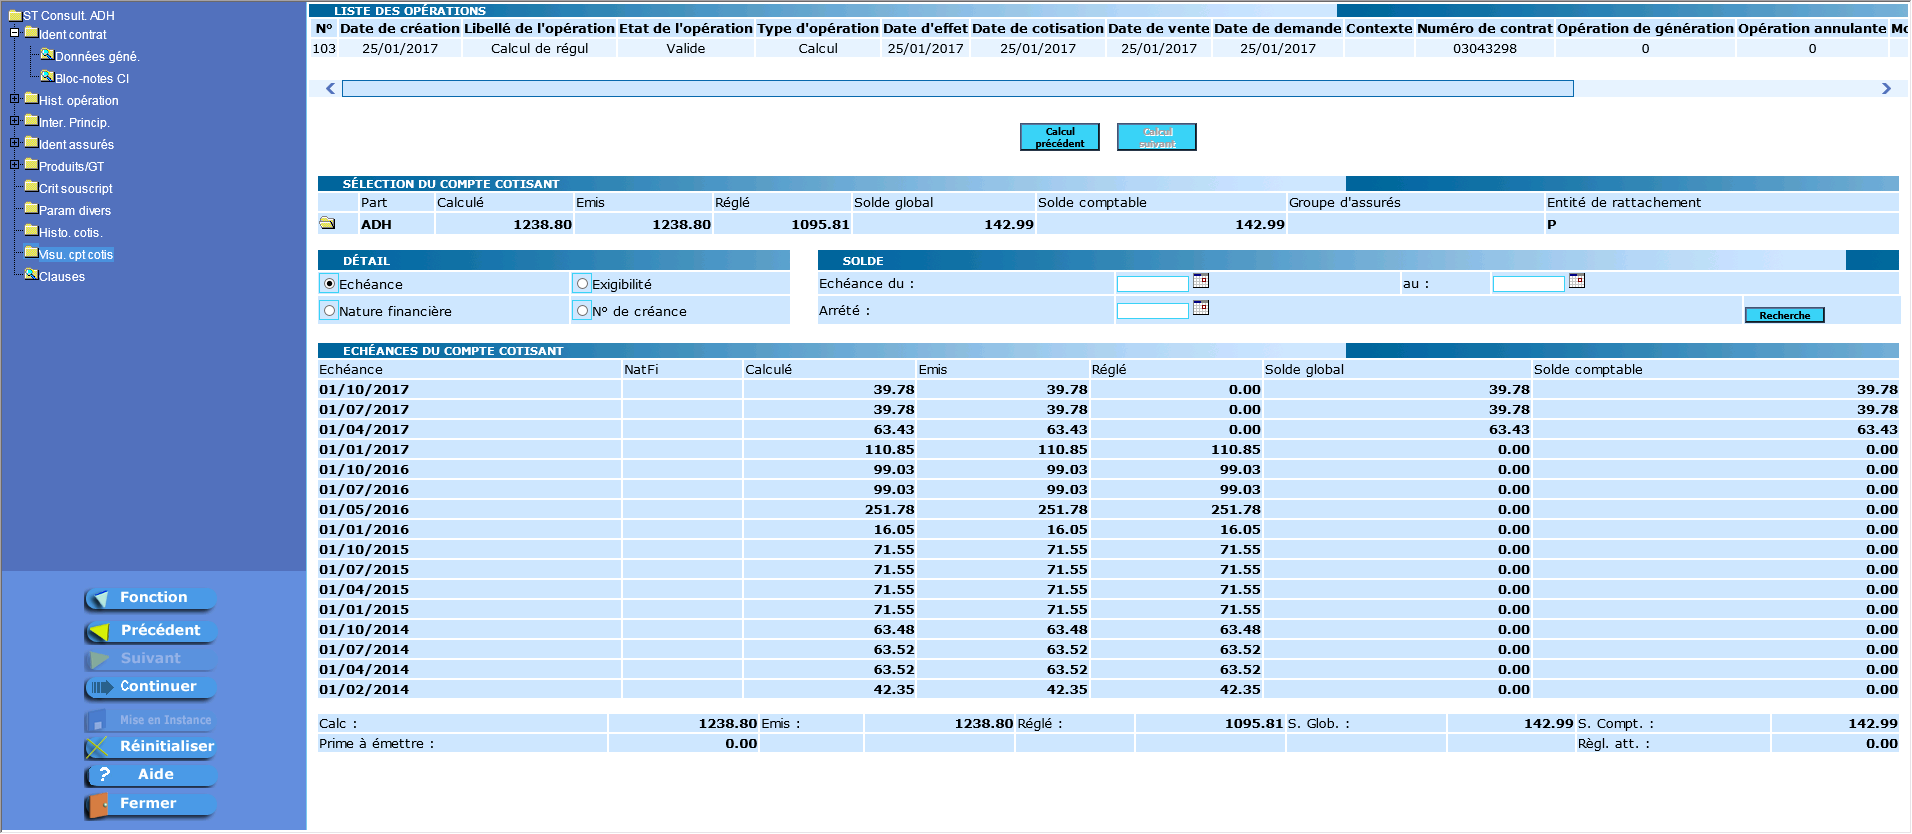 ST Consult. ADH
Ident contrat
Données géné.
Bloc-notes CI
Hist. opération
Inter. Princip.
Ident assurés
Produits/GT
Crit souscript
Param divers
Histo. cotis.
Visu. cpt cotis
Clauses
Fonction
Précédent
Suivant
Continuer
Mise en Instance
Réinitialiser
? Aide
Fermer
LISTE DES OPÉRATIONS
N° Date de création Libellé de l'opération Etat de l'opération Type d'opération Date d'effet Date de cotisation Date de vente Date de demande Contexte Numéro de contrat Opération de génération Opération annulante Mo
103 25/01/2017 Calcul de régul Valide Calcul 25/01/2017 25/01/2017 25/01/2017 25/01/2017 03043298 0 0
Calcul précédent Calcul suivant
SÉLECTION DU COMPTE COTISANT
Part Calculé Emis Réglé Solde global Solde comptable Groupe d'assurés Entité de rattachement
ADH 1238.80 1238.80 1095.81 142.99 142.99 P
DÉTAIL
Echéance Exigibilité
Nature financière N° de créance
SOLDE
Echéance du : au :
Arrété : Recherche
ECHÉANCES DU COMPTE COTISANT
Echéance NatFi Calculé Emis Réglé Solde global Solde comptable
01/10/2017 39.78 39.78 0.00 39.78 39.78
01/07/2017 39.78 39.78 0.00 39.78 39.78
01/04/2017 63.43 63.43 0.00 63.43 63.43
01/01/2017 110.85 110.85 110.85 0.00 0.00
01/10/2016 99.03 99.03 99.03 0.00 0.00
01/07/2016 99.03 99.03 99.03 0.00 0.00
01/05/2016 251.78 251.78 251.78 0.00 0.00
01/01/2016 16.05 16.05 16.05 0.00 0.00
01/10/2015 71.55 71.55 71.55 0.00 0.00
01/07/2015 71.55 71.55 71.55 0.00 0.00
01/04/2015 71.55 71.55 71.55 0.00 0.00
01/01/2015 71.55 71.55 71.55 0.00 0.00
01/10/2014 63.48 63.48 63.48 0.00 0.00
01/07/2014 63.52 63.52 63.52 0.00 0.00
01/04/2014 63.52 63.52 63.52 0.00 0.00
01/02/2014 42.35 42.35 42.35 0.00 0.00
Calc : 1238.80 Emis : 1238.80 Réglé : 1095.81 S. Glob. : 142.99 S. Compt. : 142.99
Prime à émettre : 0.00 Règl. att. : 0.00